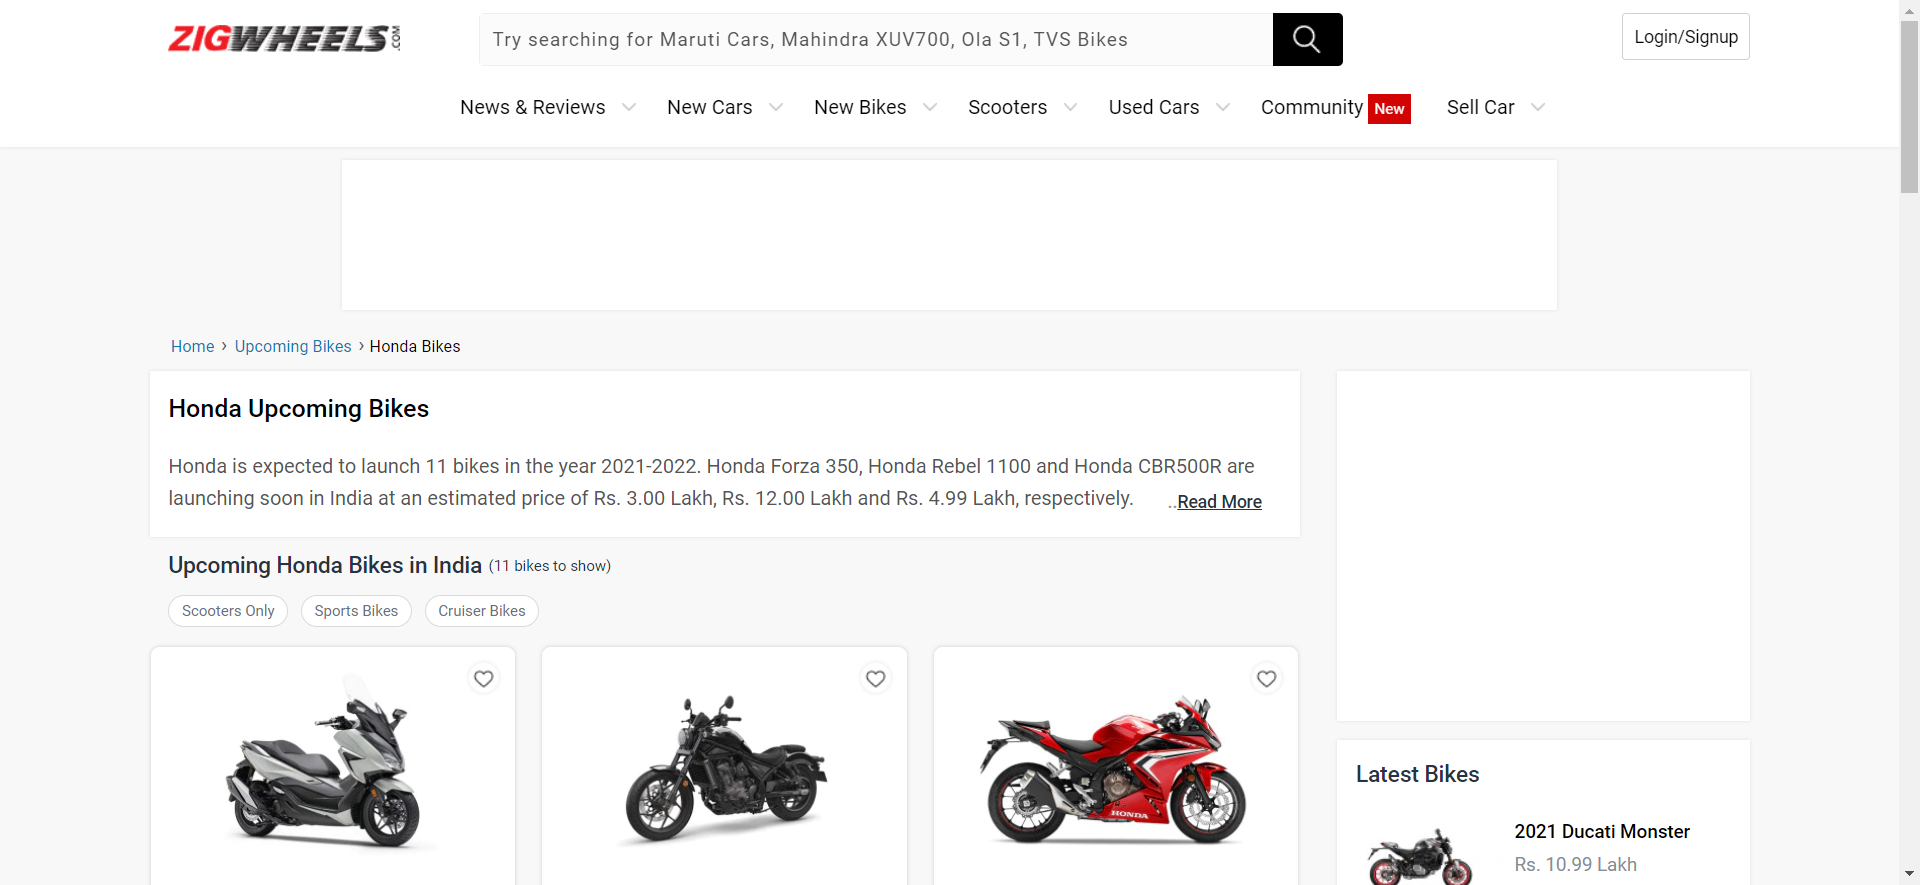 ZIGWHEELS.COM
Try searching for Maruti Cars, Mahindra XUV700, Ola S1, TVS Bikes
Login/Signup
News & Reviews
New Cars
New Bikes
Scooters
Used Cars
Community New
Sell Car
Home › Upcoming Bikes › Honda Bikes
Honda Upcoming Bikes
Honda is expected to launch 11 bikes in the year 2021-2022. Honda Forza 350, Honda Rebel 1100 and Honda CBR500R are
launching soon in India at an estimated price of Rs. 3.00 Lakh, Rs. 12.00 Lakh and Rs. 4.99 Lakh, respectively. ..Read More
Upcoming Honda Bikes in India (11 bikes to show)
Scooters Only
Sports Bikes
Cruiser Bikes
HONDA
Latest Bikes
2021 Ducati Monster
Rs. 10.99 Lakh